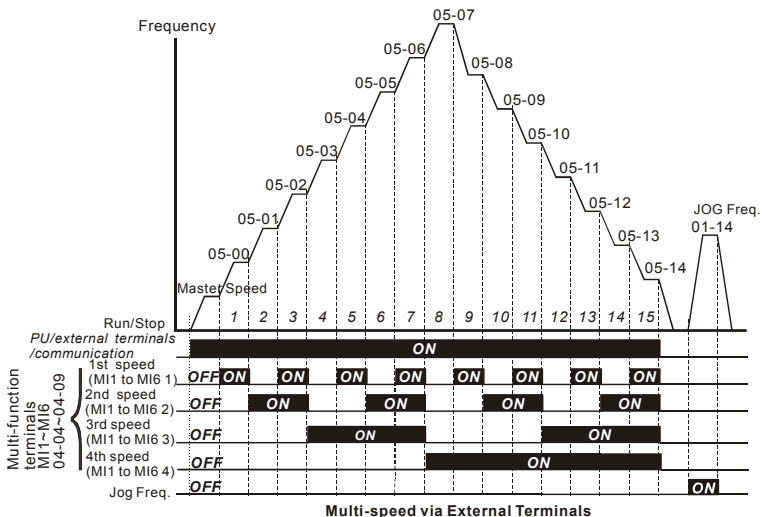 Frequency
05-07
05-06
05-08
05-05
05-09
05-04
05-10
05-03
05-11
05-02
05-12
JOG Freq.
01-14
05-01
05-13
05-00
05-14
Master Speed
Run/Stop
1 2 3 4 5 6 7 8 9 10 11 12 13 14 15
PU/external terminals
/communication
ON
Multi-function
terminals
MI1~MI6
04-04~04-09
1st speed
(MI1 to MI6 1)
OFF ON ON ON ON ON ON ON ON
2nd speed
(MI1 to MI6 2)
OFF ON ON ON ON
3rd speed
(MI1 to MI6 3)
OFF ON ON
4th speed
(MI1 to MI6 4)
OFF ON
Jog Freq.
OFF ON
Multi-speed via External Terminals